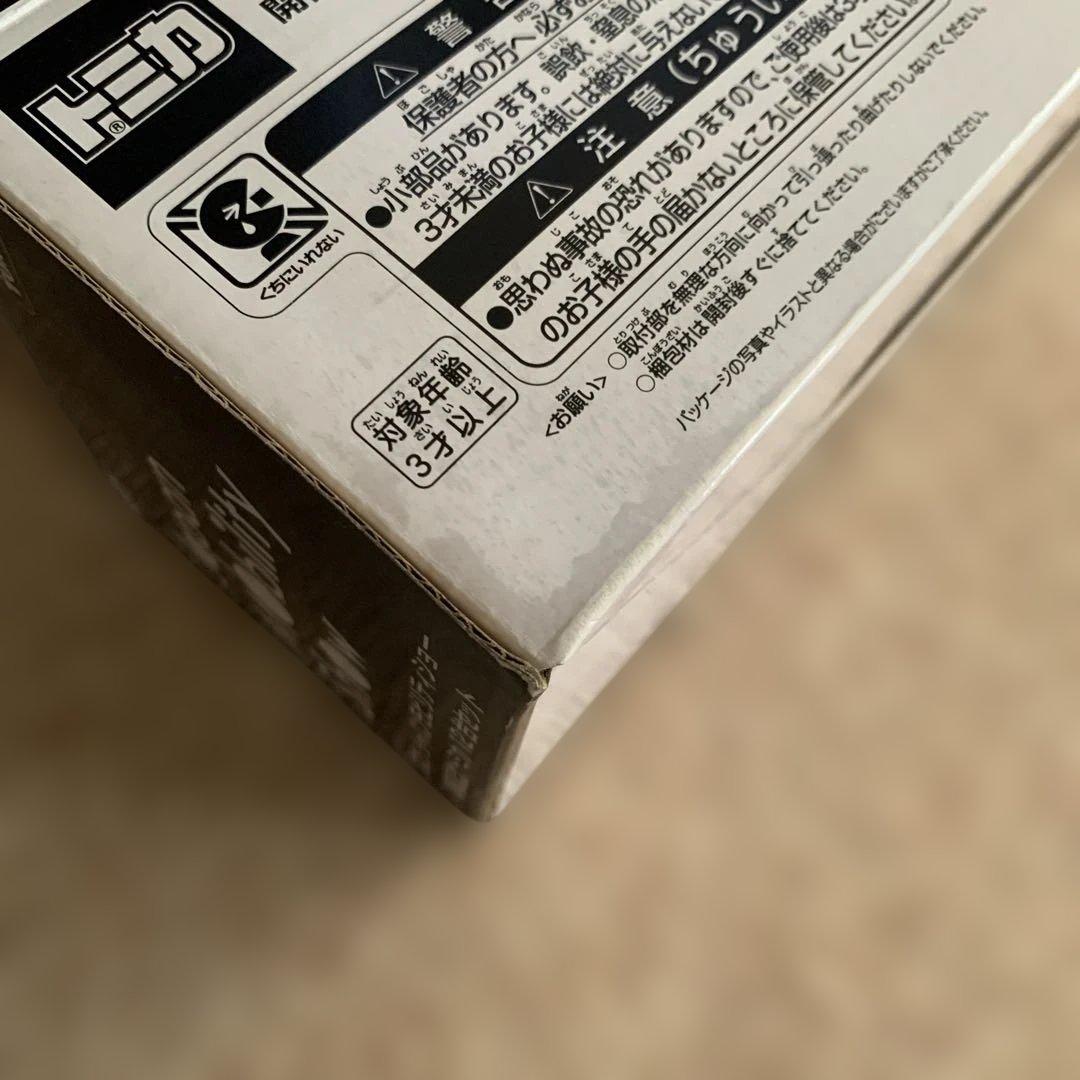 トミカ®
開
警
保護者の方へ必ずお
●小部品があります。誤飲・窒息の
3才未満のお子様には絶対に与えない
くちにいれない
注 意(ちゅうい
●思わぬ事故の恐れがありますので、ご使用後は3
のお子様の手の届かないところに保管してください。
対象年齢
3才以上
<お願い>
○取付部を無理な方向に向かって引っ張ったり曲げたりしないでください。
○梱包材は開封後すぐに捨ててください。
パッケージの写真やイラストと異なる場合がございますがご了承ください。